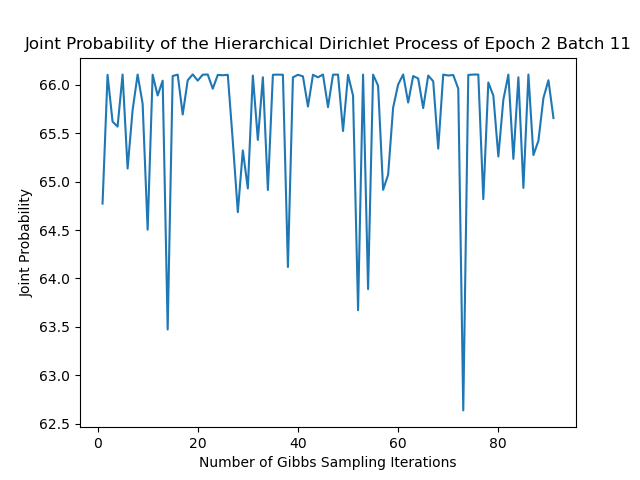 Joint Probability of the Hierarchical Dirichlet Process of Epoch 2 Batch 11
66.0
65.5
65.0
64.5
64.0
63.5
63.0
62.5
Joint Probability
0 20 40 60 80
Number of Gibbs Sampling Iterations